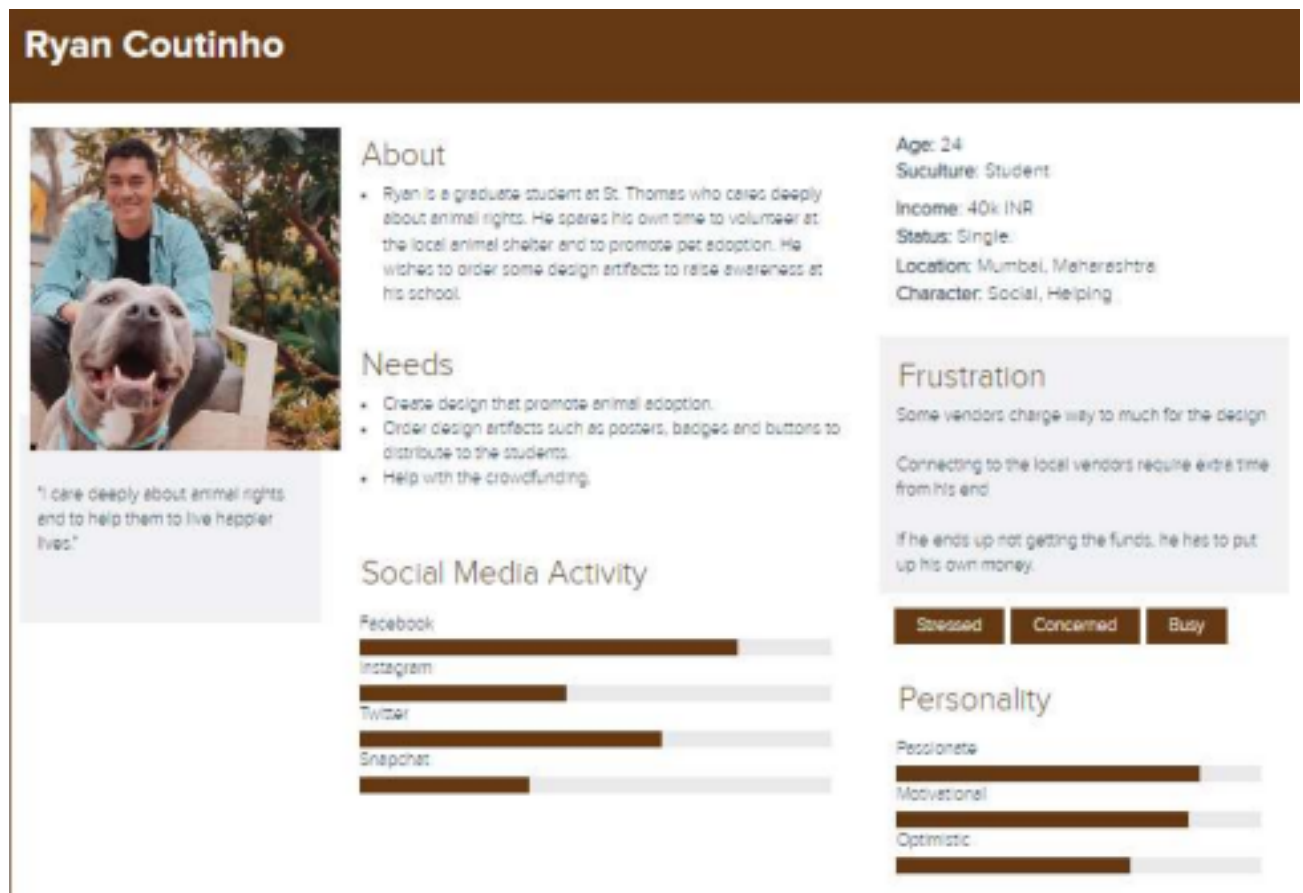 Ryan Coutinho
About
• Ryan is a graduate student at St. Thomas who cares deeply
about animal rights. He spares his own time to volunteer at
the local animal shelter and to promote pet adoption. He
wishes to order some design artifacts to raise awareness at
his school.
Needs
• Create design that promote animal adoption.
• Order design artifacts such as posters, badges and buttons to
distribute to the students.
• Help with the crowdfunding.
"I care deeply about animal rights
and to help them to live happier
lives."
Social Media Activity
Facebook
Instagram
Twitter
Snapchat
Age: 24
Suculture: Student
Income: 40k INR
Status: Single
Location: Mumbai, Maharashtra
Character: Social, Helping
Frustration
Some vendors charge way to much for the design
Connecting to the local vendors require extra time
from his end
If he ends up not getting the funds, he has to put
up his own money.
Stressed Concerned Busy
Personality
Passionate
Motivational
Optimistic